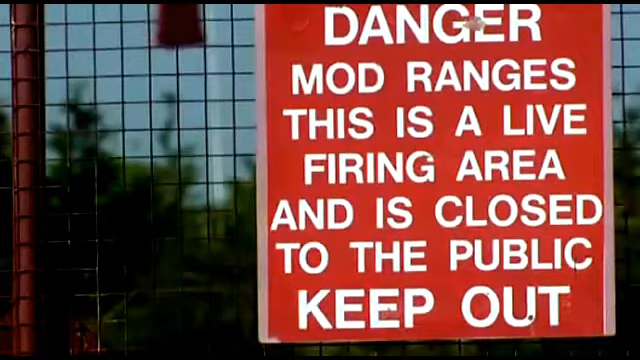 DANGER
MOD RANGES
THIS IS A LIVE
FIRING AREA
AND IS CLOSED
TO THE PUBLIC
KEEP OUT